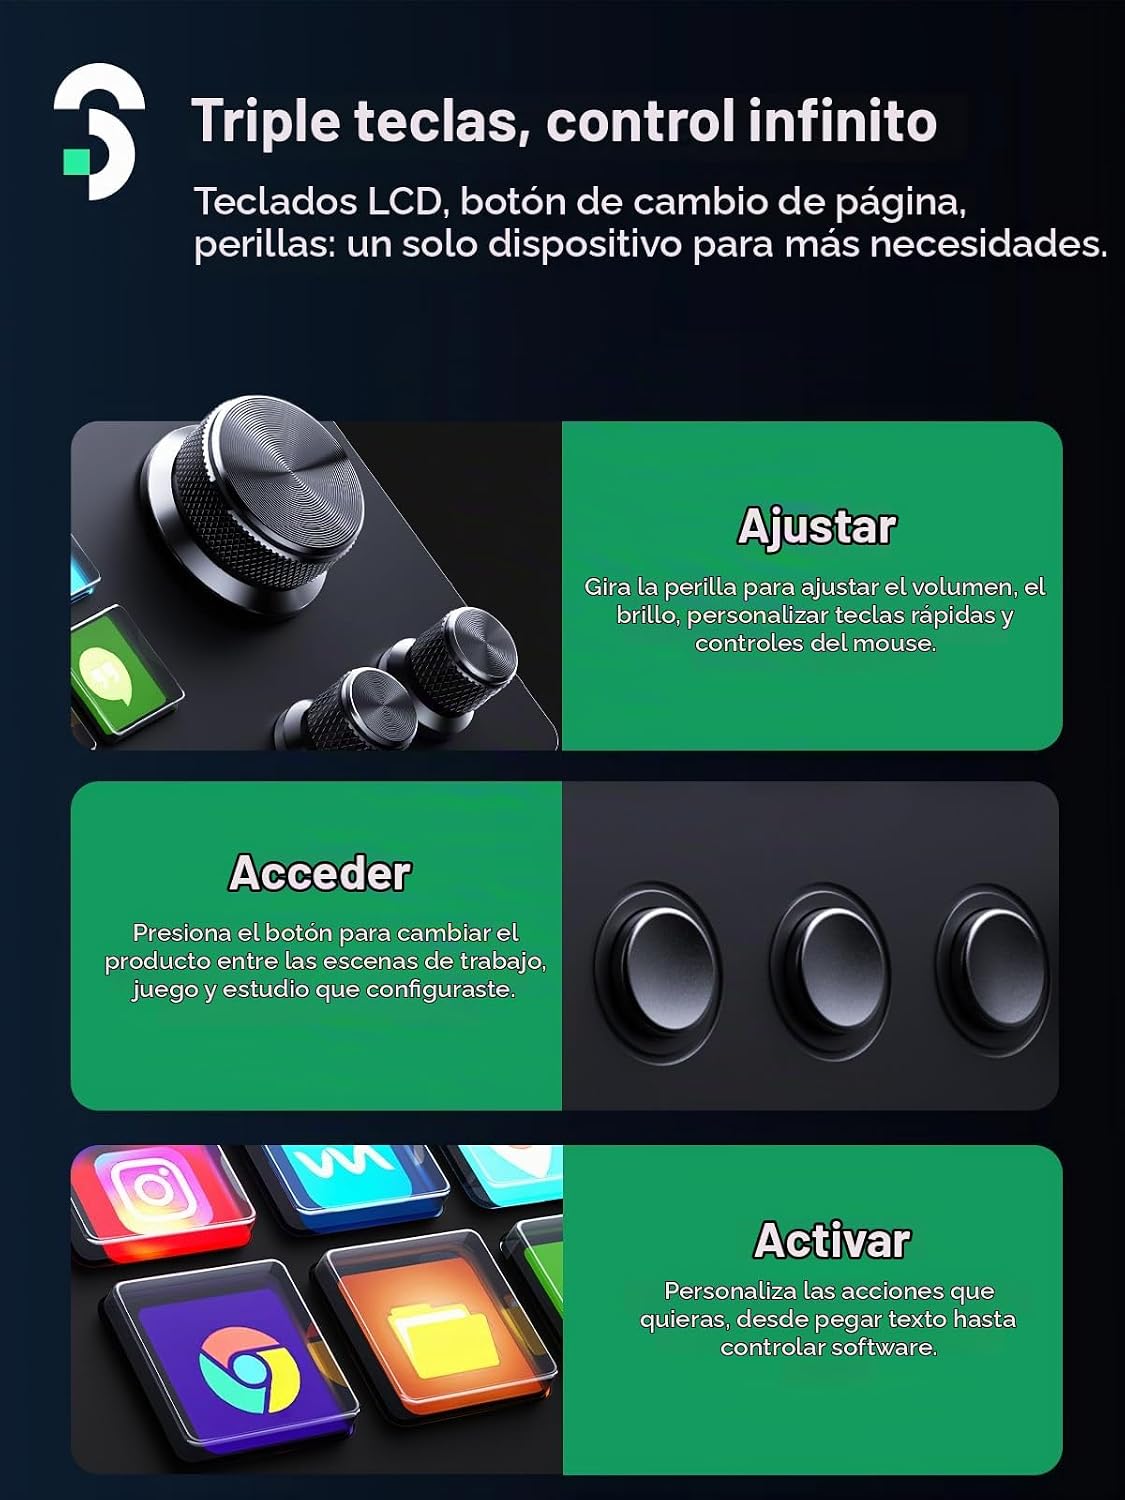 Triple teclas, control infinito
Teclados LCD, botón de cambio de página,
perillas: un solo dispositivo para más necesidades.
Ajustar
Gira la perilla para ajustar el volumen, el
brillo, personalizar teclas rápidas y
controles del mouse.
Acceder
Presiona el botón para cambiar el
producto entre las escenas de trabajo,
juego y estudio que configuraste.
Activar
Personaliza las acciones que
quieras, desde pegar texto hasta
controlar software.